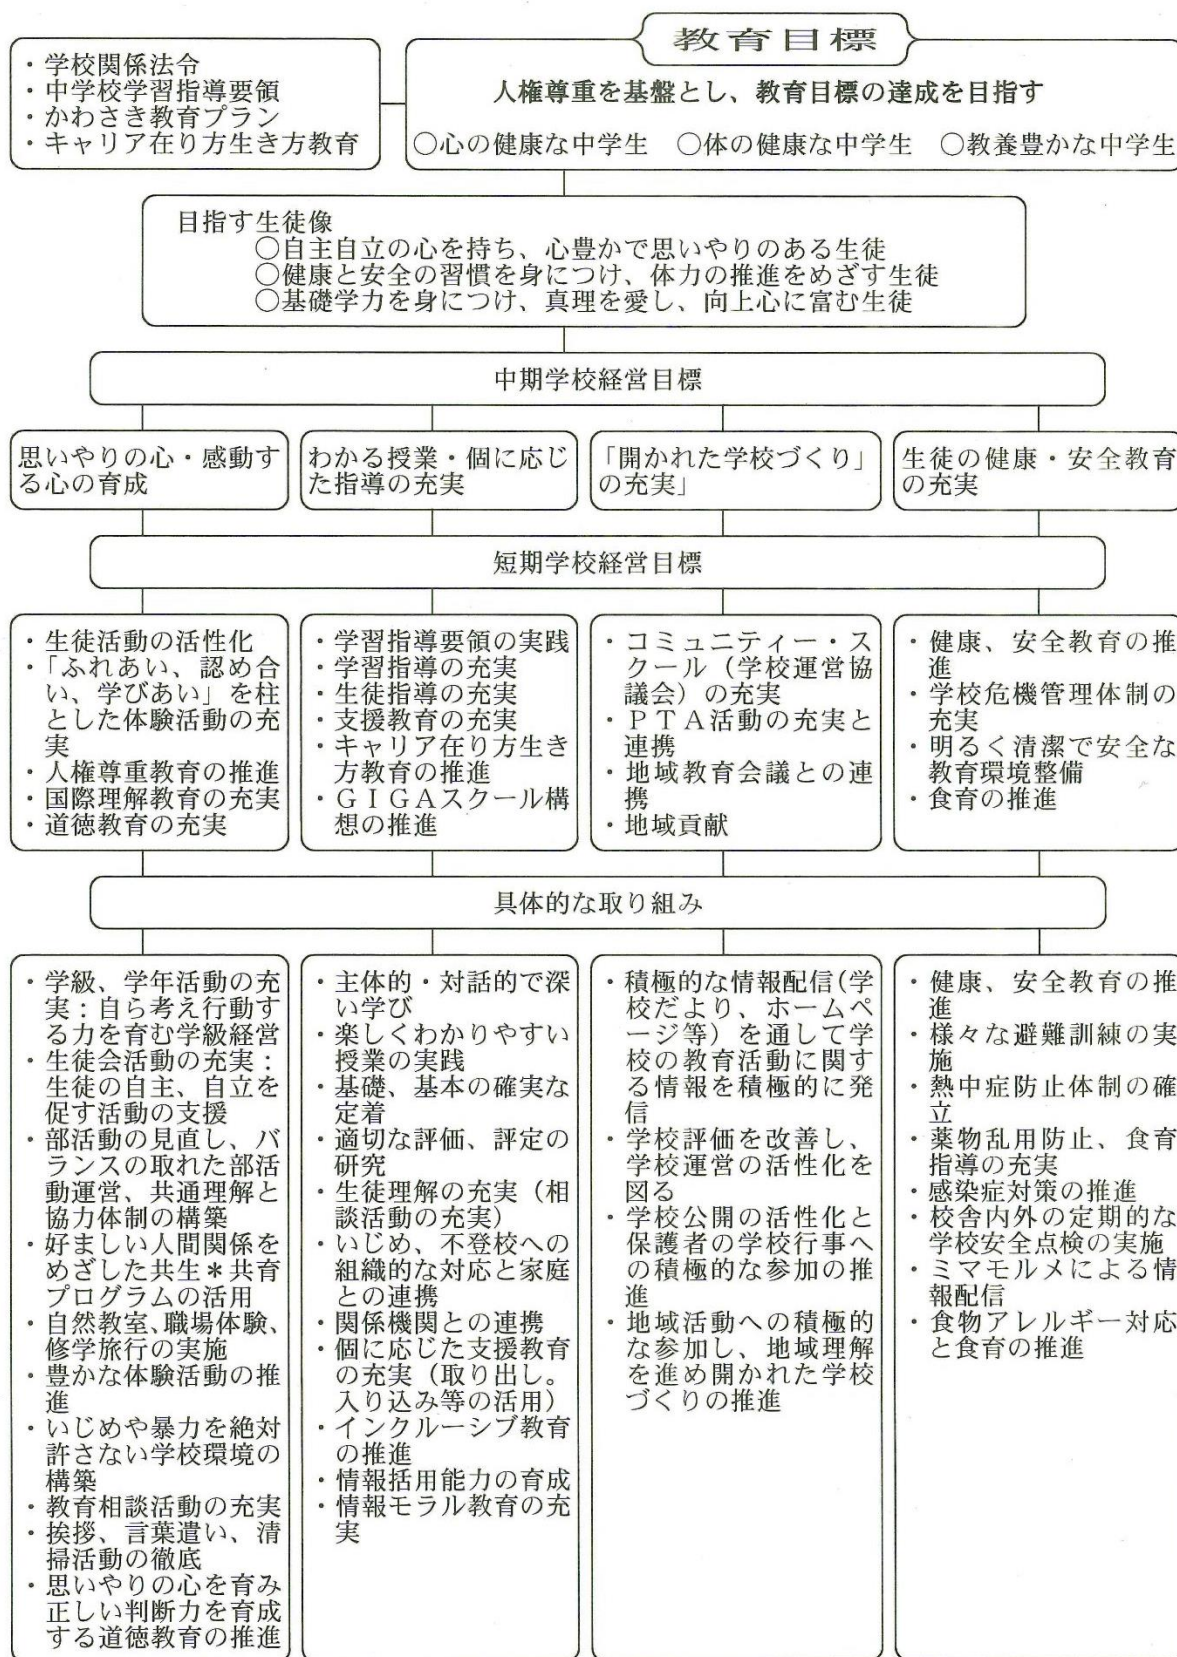 教育目標
・学校関係法令
・中学校学習指導要領
・かわさき教育プラン
・キャリア在り方生き方教育
人権尊重を基盤とし、教育目標の達成を目指す
○心の健康な中学生　○体の健康な中学生　○教養豊かな中学生
目指す生徒像
○自主自立の心を持ち、心豊かで思いやりのある生徒
○健康と安全の習慣を身につけ、体力の推進をめざす生徒
○基礎学力を身につけ、真理を愛し、向上心に富む生徒
中期学校経営目標
思いやりの心・感動す
る心の育成
わかる授業・個に応じ
た指導の充実
「開かれた学校づくり」
の充実」
生徒の健康・安全教育
の充実
短期学校経営目標
・生徒活動の活性化
・「ふれあい、認め合
い、学びあい」を柱
とした体験活動の充
実
・人権尊重教育の推進
・国際理解教育の充実
・道徳教育の充実
・学習指導要領の実践
・学習指導の充実
・生徒指導の充実
・支援教育の充実
・キャリア在り方生き
方教育の推進
・ＧＩＧＡスクール構
想の推進
・コミュニティー・ス
クール（学校運営協
議会）の充実
・ＰＴＡ活動の充実と
連携
・地域教育会議との連
携
・地域貢献
・健康、安全教育の推
進
・学校危機管理体制の
充実
・明るく清潔で安全な
教育環境整備
・食育の推進
具体的な取り組み
・学級、学年活動の充
実：自ら考え行動す
る力を育む学級経営
・生徒会活動の充実：
生徒の自主、自立を
促す活動の支援
・部活動の見直し、バ
ランスの取れた部活
動運営、共通理解と
協力体制の構築
・好ましい人間関係を
めざした共生＊共育
プログラムの活用
・自然教室、職場体験、
修学旅行の実施
・豊かな体験活動の推
進
・いじめや暴力を絶対
許さない学校環境の
構築
・教育相談活動の充実
・挨拶、言葉遣い、清
掃活動の徹底
・思いやりの心を育み
正しい判断力を育成
する道徳教育の推進
・主体的・対話的で深
い学び
・楽しくわかりやすい
授業の実践
・基礎、基本の確実な
定着
・適切な評価、評定の
研究
・生徒理解の充実（相
談活動の充実）
・いじめ、不登校への
組織的な対応と家庭
との連携
・関係機関との連携
・個に応じた支援教育
の充実（取り出し。
入り込み等の活用）
・インクルーシブ教育
の推進
・情報括用能力の育成
・情報モラル教育の充
実
・積極的な情報配信（学
校だより、ホームペ
ージ等）を通して学
校の教育活動に関す
る情報を積極的に発
信
・学校評価を改善し、
学校運営の活性化を
図る
・学校公開の活性化と
保護者の学校行事へ
の積極的な参加の推
進
・地域活動への積極的
な参加し、地域理解
を進め開かれた学校
づくりの推進
・健康、安全教育の推
進
・様々な避難訓練の実
施
・熱中症防止体制の確
立
・薬物乱用防止、食育
指導の充実
・感染症対策の推進
・校舎内外の定期的な
学校安全点検の実施
・ミマモルメによる情
報配信
・食物アレルギー対応
と食育の推進